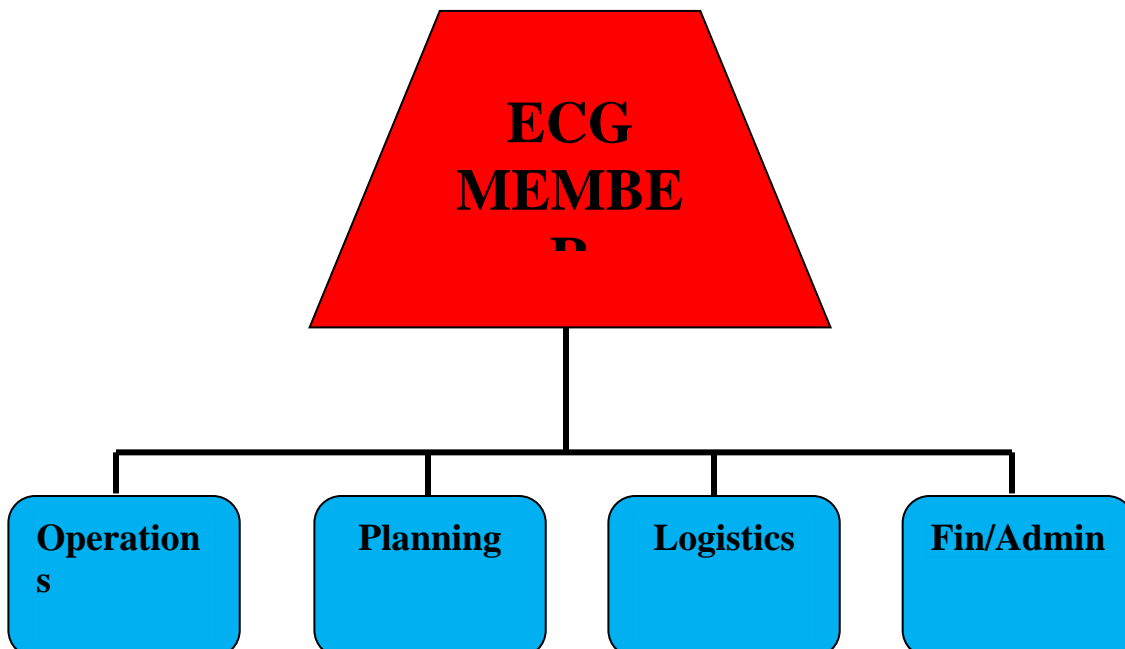 ECG
MEMBE
R
Operation
s
Planning
Logistics
Fin/Admin